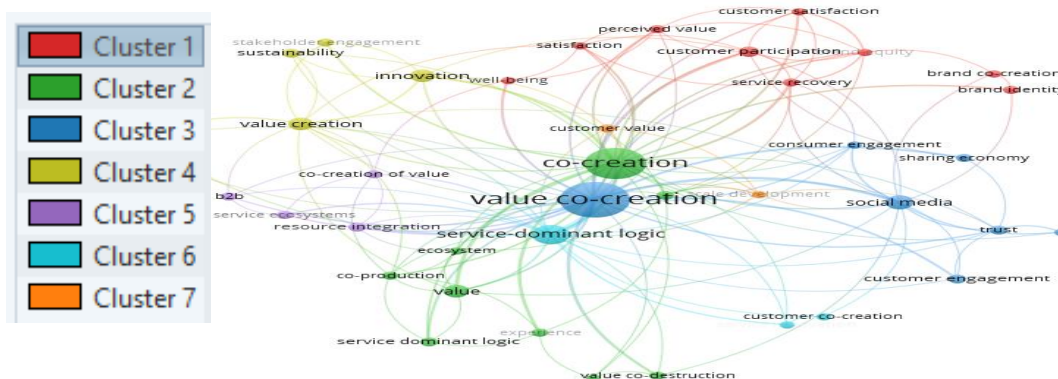 Cluster 1
Cluster 2
Cluster 3
Cluster 4
Cluster 5
Cluster 6
Cluster 7
customer satisfaction
stakeholder engagement
sustainability
satisfaction
perceived value
customer participation
equity
innovation
well-being
service recovery
brand co-creation
brand identity
value creation
customer value
consumer engagement
sharing economy
co-creation
co-creation of value
b2b
value co-creation
scale development
social media
service ecosystems
resource integration
service-dominant logic
trust
ecosystem
co-production
customer engagement
value
customer co-creation
experience
service dominant logic
value co-destruction